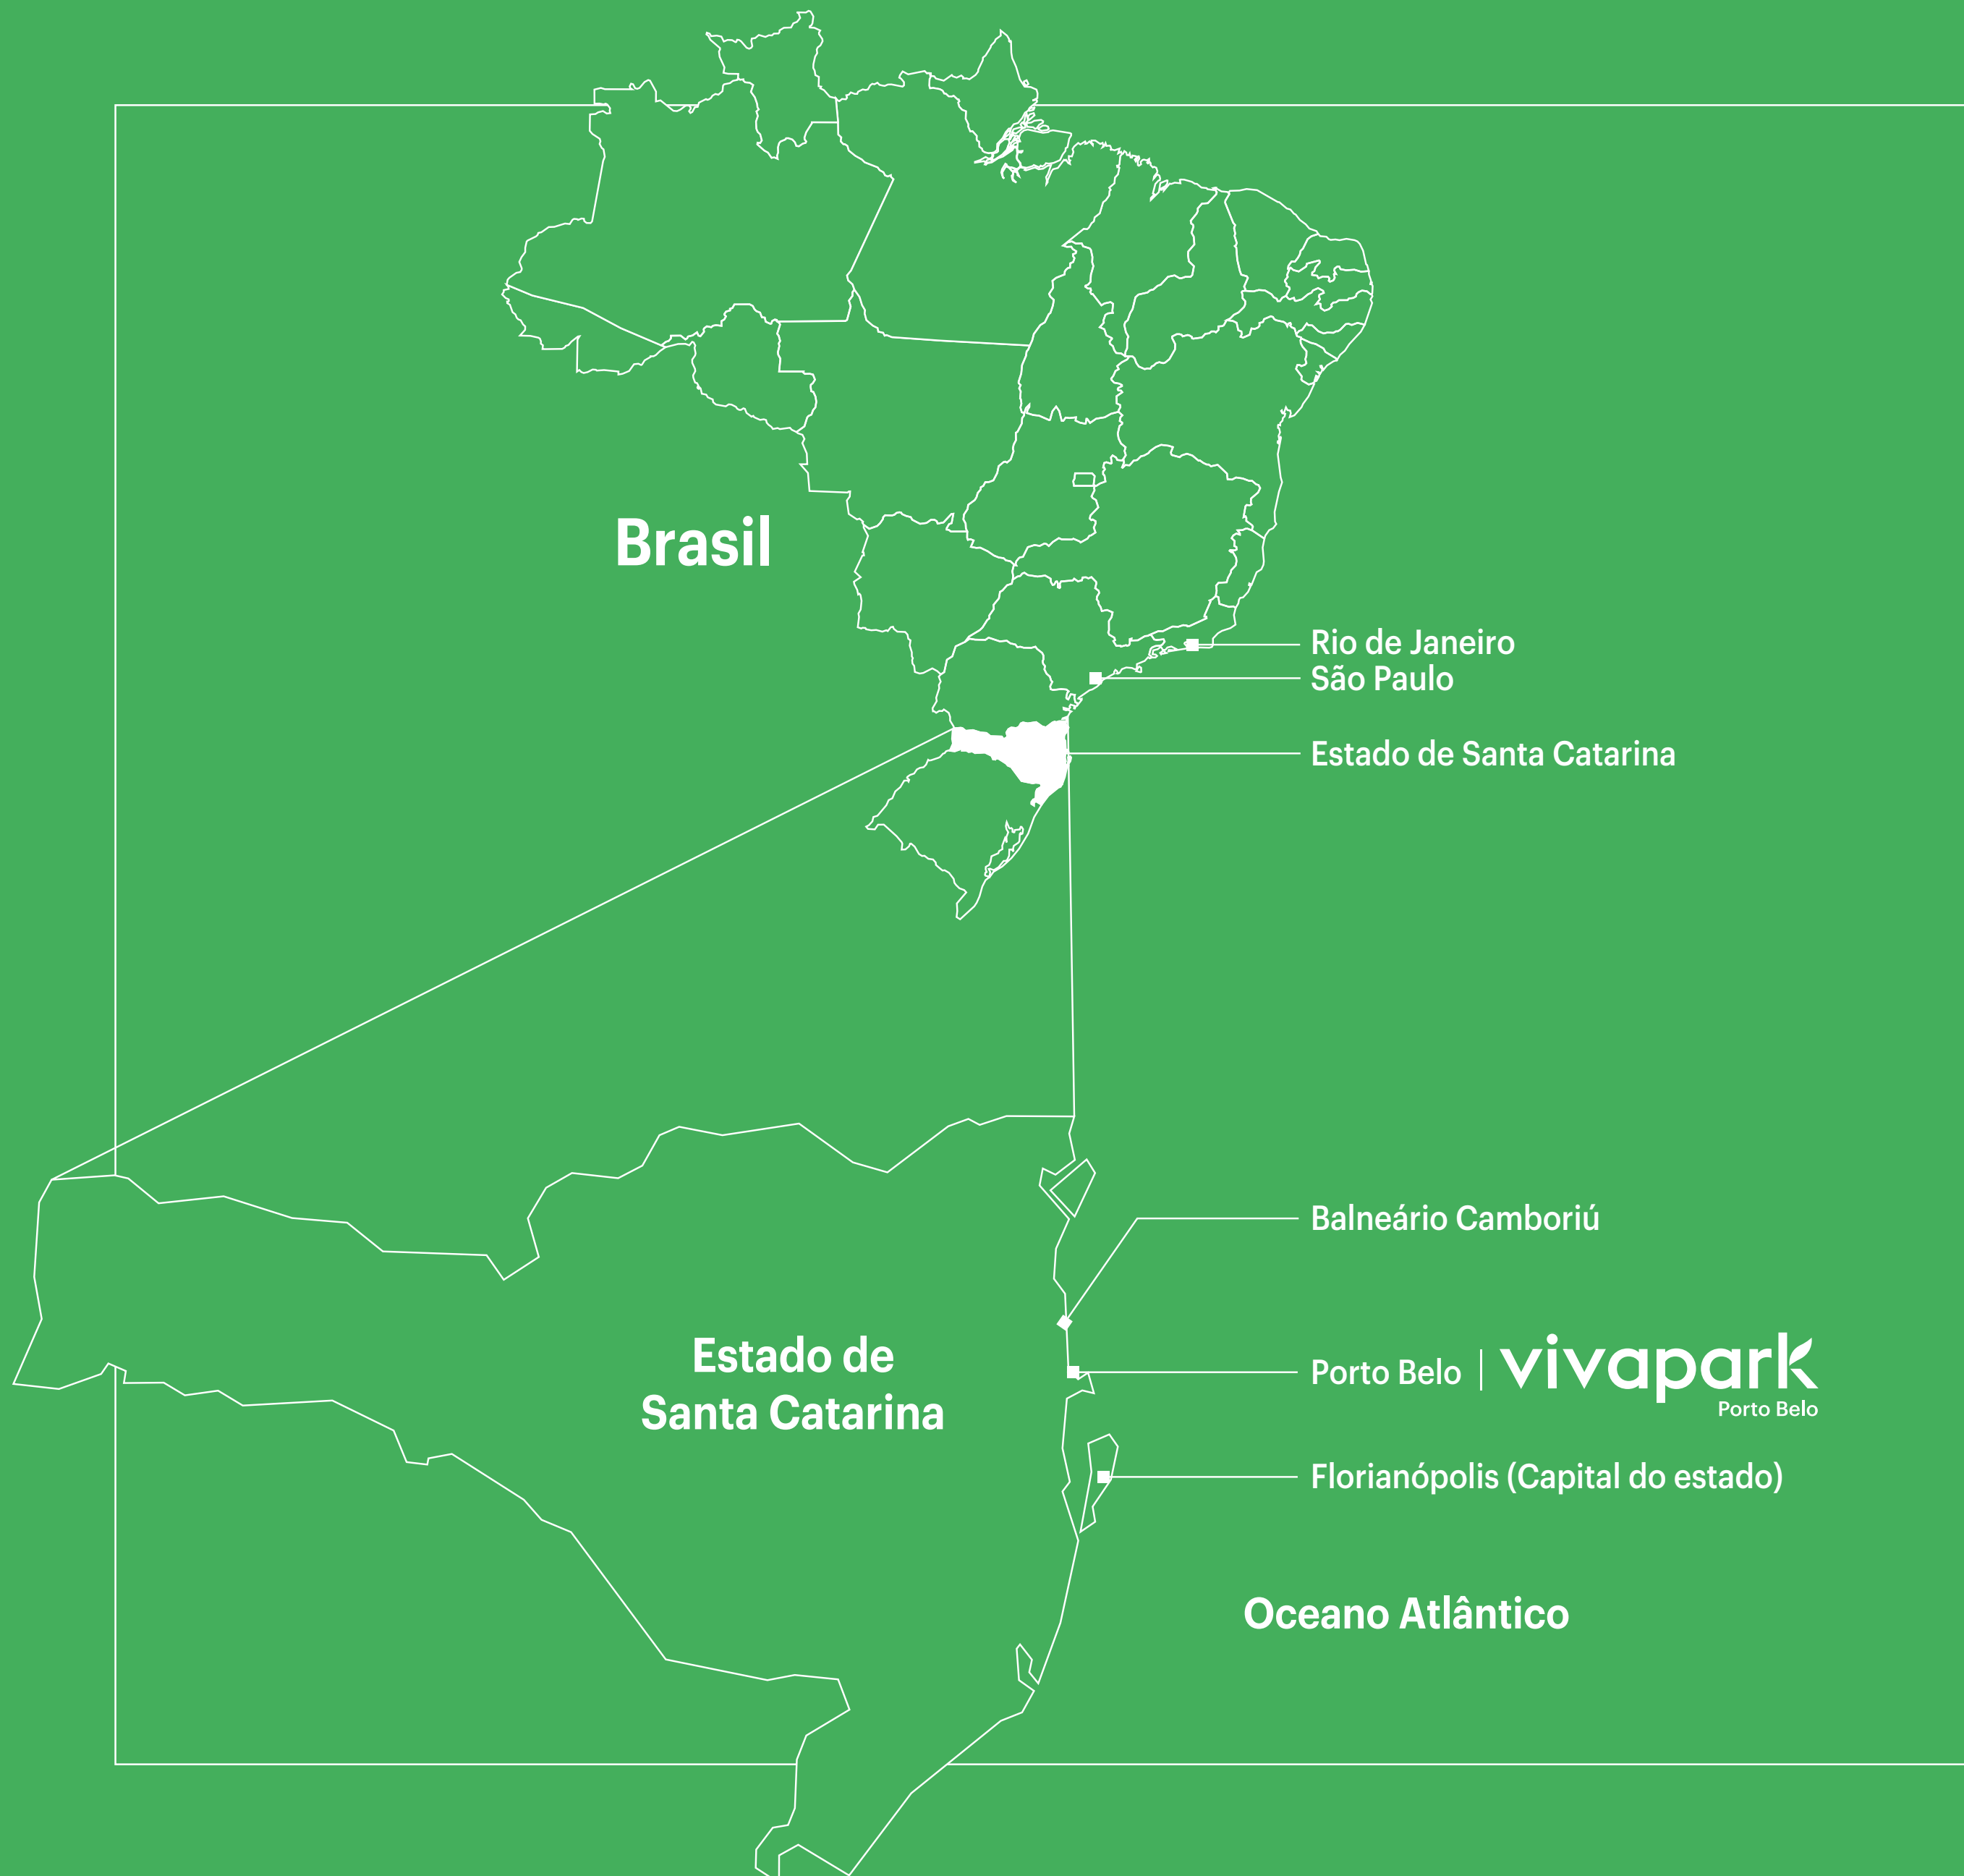 Brasil
Rio de Janeiro
São Paulo
Estado de Santa Catarina
Balneário Camboriú
Estado de
Santa Catarina
Porto Belo | vivapark
Porto Belo
Florianópolis (Capital do estado)
Oceano Atlântico